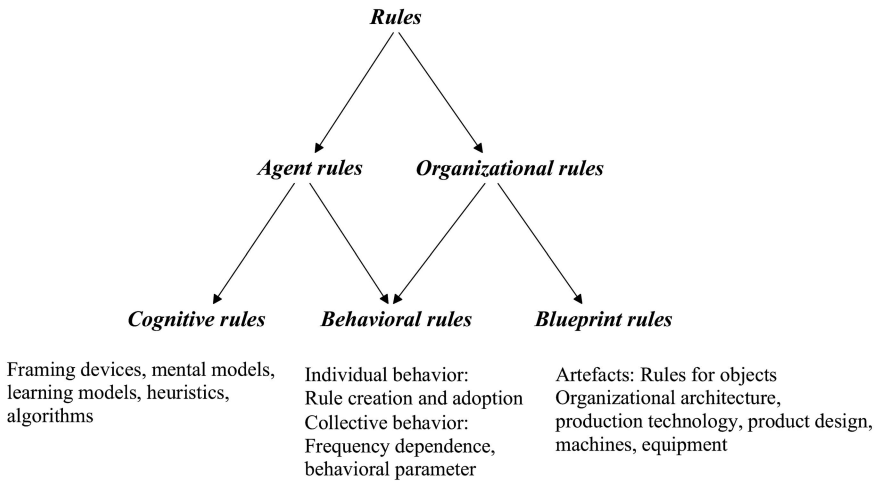 Rules
Agent rules
Organizational rules
Cognitive rules
Behavioral rules
Blueprint rules
Framing devices, mental models,
learning models, heuristics,
algorithms
Individual behavior:
Rule creation and adoption
Collective behavior:
Frequency dependence,
behavioral parameter
Artefacts: Rules for objects
Organizational architecture,
production technology, product design,
machines, equipment